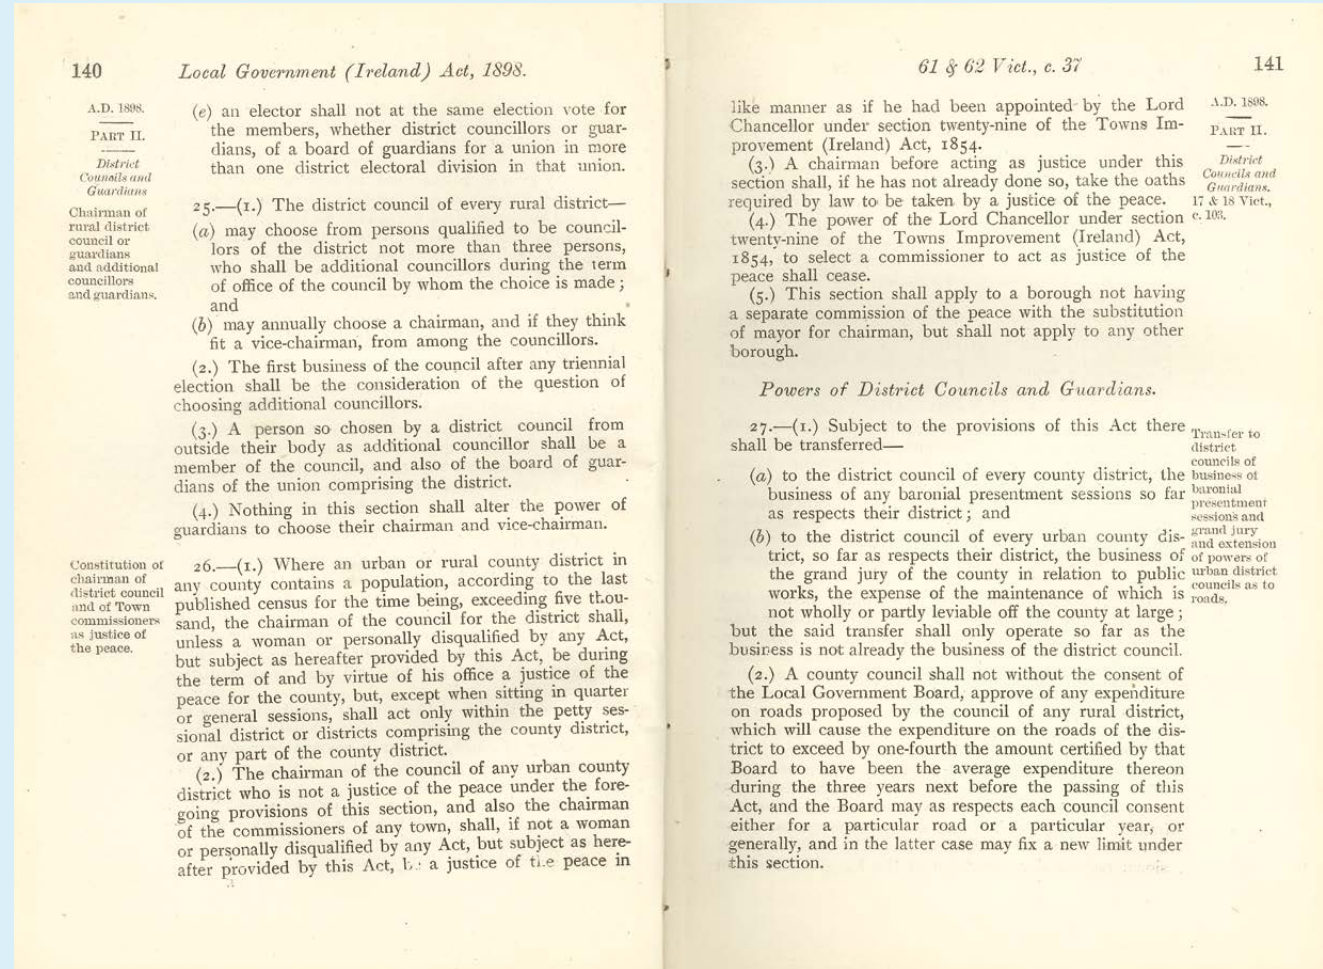 140
Local Government (Ireland) Act, 1898.
A.D. 1898.
PART II.
District
Councils and
Guardians
(e) an elector shall not at the same election vote for
the members, whether district councillors or guar-
dians, of a board of guardians for a union in more
than one district electoral division in that union.
Chairman of
rural district
council or
guardians
and additional
councillors
and guardians.
25.—(1.) The district council of every rural district—
(a) may choose from persons qualified to be council-
lors of the district not more than three persons,
who shall be additional councillors during the term
of office of the council by whom the choice is made;
and
(b) may annually choose a chairman, and if they think
fit a vice-chairman, from among the councillors.
(2.) The first business of the council after any triennial
election shall be the consideration of the question of
choosing additional councillors.
(3.) A person so chosen by a district council from
outside their body as additional councillor shall be a
member of the council, and also of the board of guar-
dians of the union comprising the district.
(4.) Nothing in this section shall alter the power of
guardians to choose their chairman and vice-chairman.
Constitution of
chairman of
district council
and of Town
commissioners
as justice of
the peace.
26.—(1.) Where an urban or rural county district in
any county contains a population, according to the last
published census for the time being, exceeding five thou-
sand, the chairman of the council for the district shall,
unless a woman or personally disqualified by any Act,
but subject as hereafter provided by this Act, be during
the term of and by virtue of his office a justice of the
peace for the county, but, except when sitting in quarter
or general sessions, shall act only within the petty ses-
sional district or districts comprising the county district,
or any part of the county district.
(2.) The chairman of the council of any urban county
district who is not a justice of the peace under the fore-
going provisions of this section, and also the chairman
of the commissioners of any town, shall, if not a woman
or personally disqualified by any Act, but subject as here-
after provided by this Act, be a justice of the peace in
61 & 62 Vict., c. 37
141
A.D. 1898.
PART II.
District
Councils and
Guardians.
17 & 18 Vict.,
c. 103.
like manner as if he had been appointed by the Lord
Chancellor under section twenty-nine of the Towns Im-
provement (Ireland) Act, 1854.
(3.) A chairman before acting as justice under this
section shall, if he has not already done so, take the oaths
required by law to be taken by a justice of the peace.
(4.) The power of the Lord Chancellor under section
twenty-nine of the Towns Improvement (Ireland) Act,
1854, to select a commissioner to act as justice of the
peace shall cease.
(5.) This section shall apply to a borough not having
a separate commission of the peace with the substitution
of mayor for chairman, but shall not apply to any other
borough.
Powers of District Councils and Guardians.
27.—(1.) Subject to the provisions of this Act there
shall be transferred—
(a) to the district council of every county district, the
business of any baronial presentment sessions so far
as respects their district; and
(b) to the district council of every urban county dis-
trict, so far as respects their district, the business of
the grand jury of the county in relation to public
works, the expense of the maintenance of which is
not wholly or partly leviable off the county at large;
but the said transfer shall only operate so far as the
business is not already the business of the district council.
Transfer to
district
councils of
business of
baronial
presentment
sessions and
grand jury
and extension
of powers of
urban district
councils as to
roads.
(2.) A county council shall not without the consent of
the Local Government Board, approve of any expenditure
on roads proposed by the council of any rural district,
which will cause the expenditure on the roads of the dis-
trict to exceed by one-fourth the amount certified by that
Board to have been the average expenditure thereon
during the three years next before the passing of this
Act, and the Board may as respects each council consent
either for a particular road or a particular year, or
generally, and in the latter case may fix a new limit under
this section.